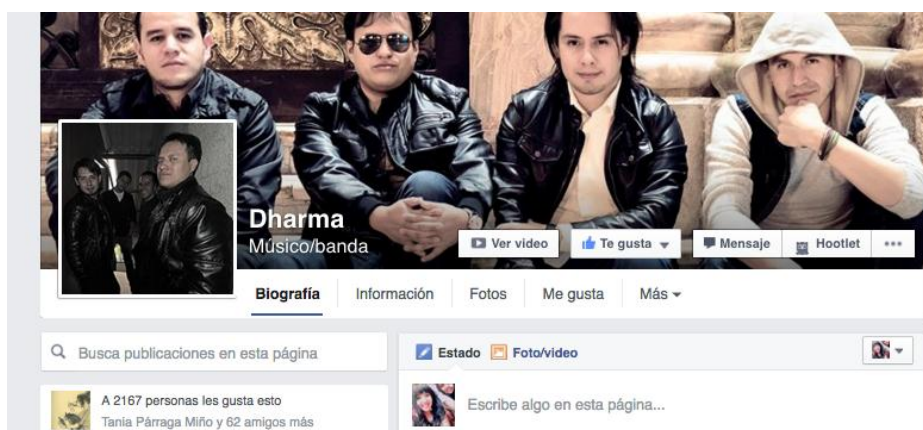 Dharma
Músico/banda
Ver video
Te gusta
Mensaje
Hootlet
Biografía
Información
Fotos
Me gusta
Más
Busca publicaciones en esta página
Estado
Foto/video
A 2167 personas les gusta esto
Tania Párraga Miño y 62 amigos más
Escribe algo en esta página...